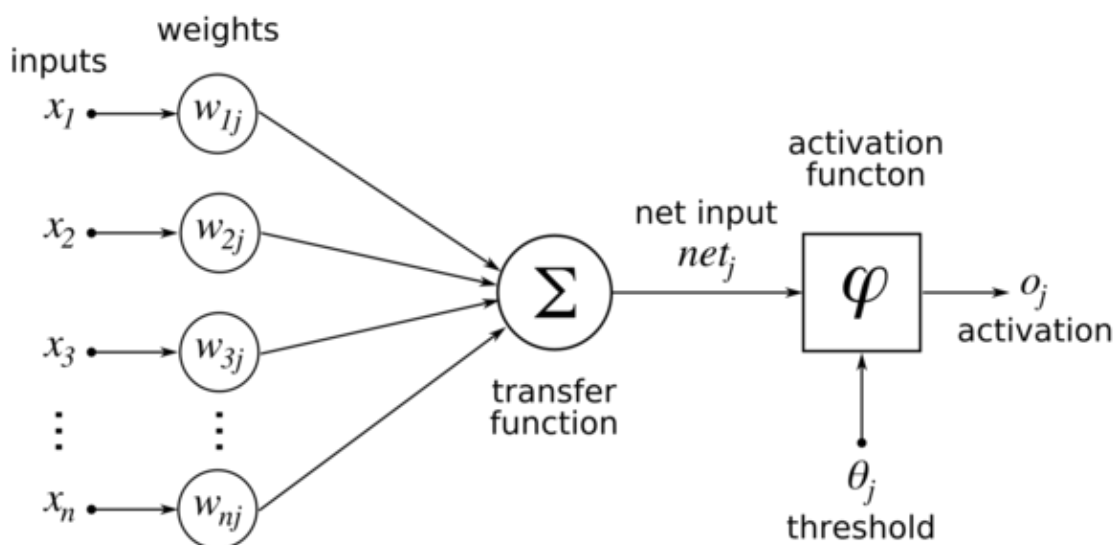 weights
inputs
x₁
w₁ⱼ
activation
functon
x₂
w₂ⱼ
net input
netⱼ
Σ
φ
oⱼ
activation
x₃
w₃ⱼ
transfer
function
⋮
⋮
θⱼ
xₙ
wₙⱼ
threshold